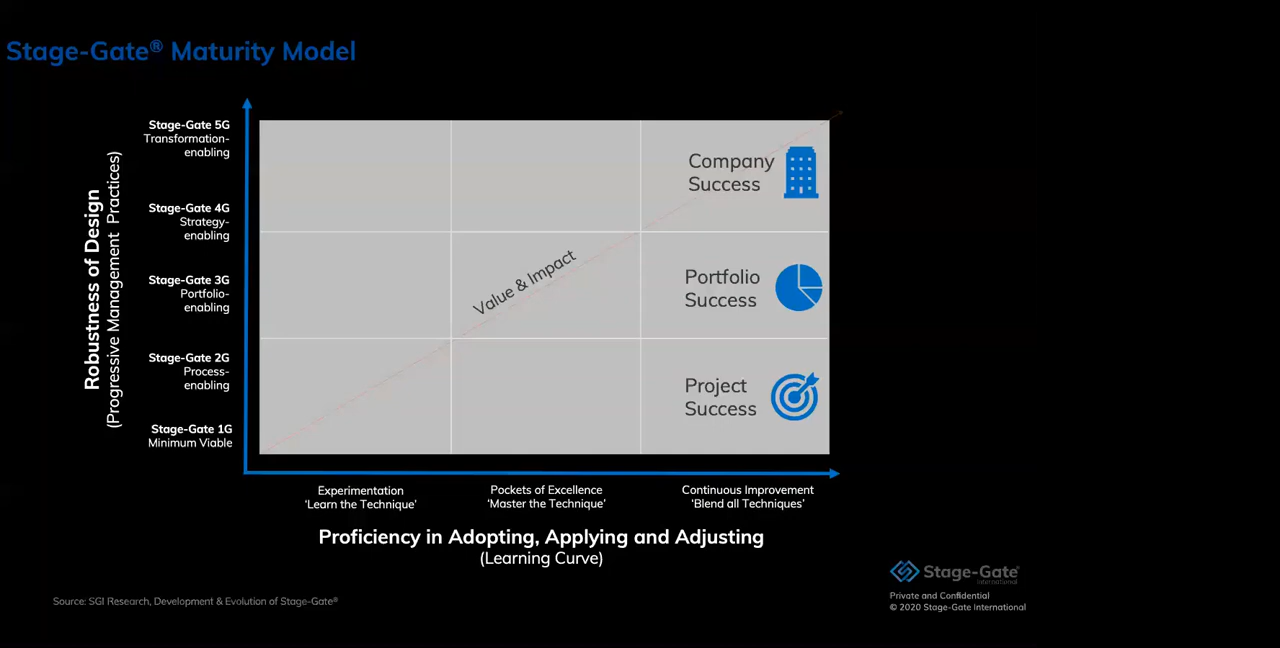 Stage-Gate® Maturity Model
Robustness of Design
(Progressive Management Practices)
Stage-Gate 5G
Transformation-
enabling
Stage-Gate 4G
Strategy-
enabling
Stage-Gate 3G
Portfolio-
enabling
Stage-Gate 2G
Process-
enabling
Stage-Gate 1G
Minimum Viable
Company
Success
Value & Impact
Portfolio
Success
Project
Success
Experimentation
‘Learn the Technique’
Pockets of Excellence
‘Master the Technique’
Continuous Improvement
‘Blend all Techniques’
Proficiency in Adopting, Applying and Adjusting
(Learning Curve)
Source: SGI Research, Development & Evolution of Stage-Gate®
Stage-Gate®
International
Private and Confidential
© 2020 Stage-Gate International